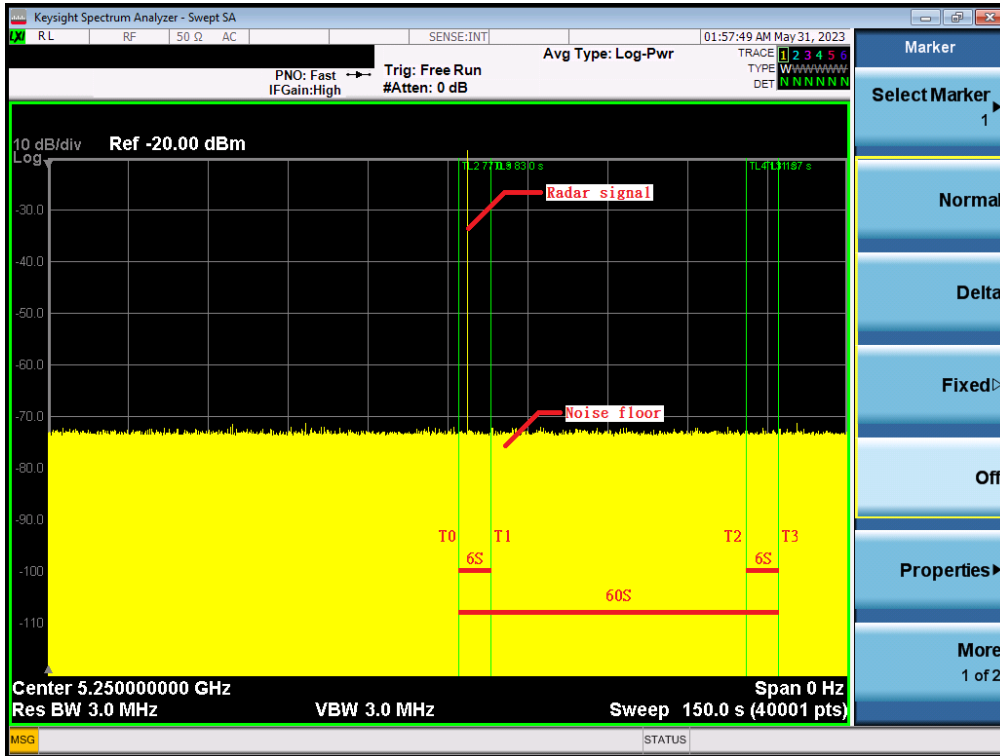 Keysight Spectrum Analyzer - Swept SA
LXI RL RF 50 Ω AC SENSE:INT 01:57:49 AM May 31, 2023
Avg Type: Log-Pwr
TRACE 1 2 3 4 5 6
TYPE WWWWWWW
DET N N N N N N
PNO: Fast
IFGain:High
Trig: Free Run
#Atten: 0 dB
10 dB/div Ref -20.00 dBm
Log
Radar signal
-30.0
-40.0
-50.0
-60.0
-70.0
Noise floor
-80.0
-90.0
T0 T1 T2 T3
6S 6S
-100
60S
-110
Center 5.250000000 GHz Span 0 Hz
Res BW 3.0 MHz VBW 3.0 MHz Sweep 150.0 s (40001 pts)
MSG STATUS
Marker
Select Marker
1
Normal
Delta
Fixed
Off
Properties
More
1 of 2